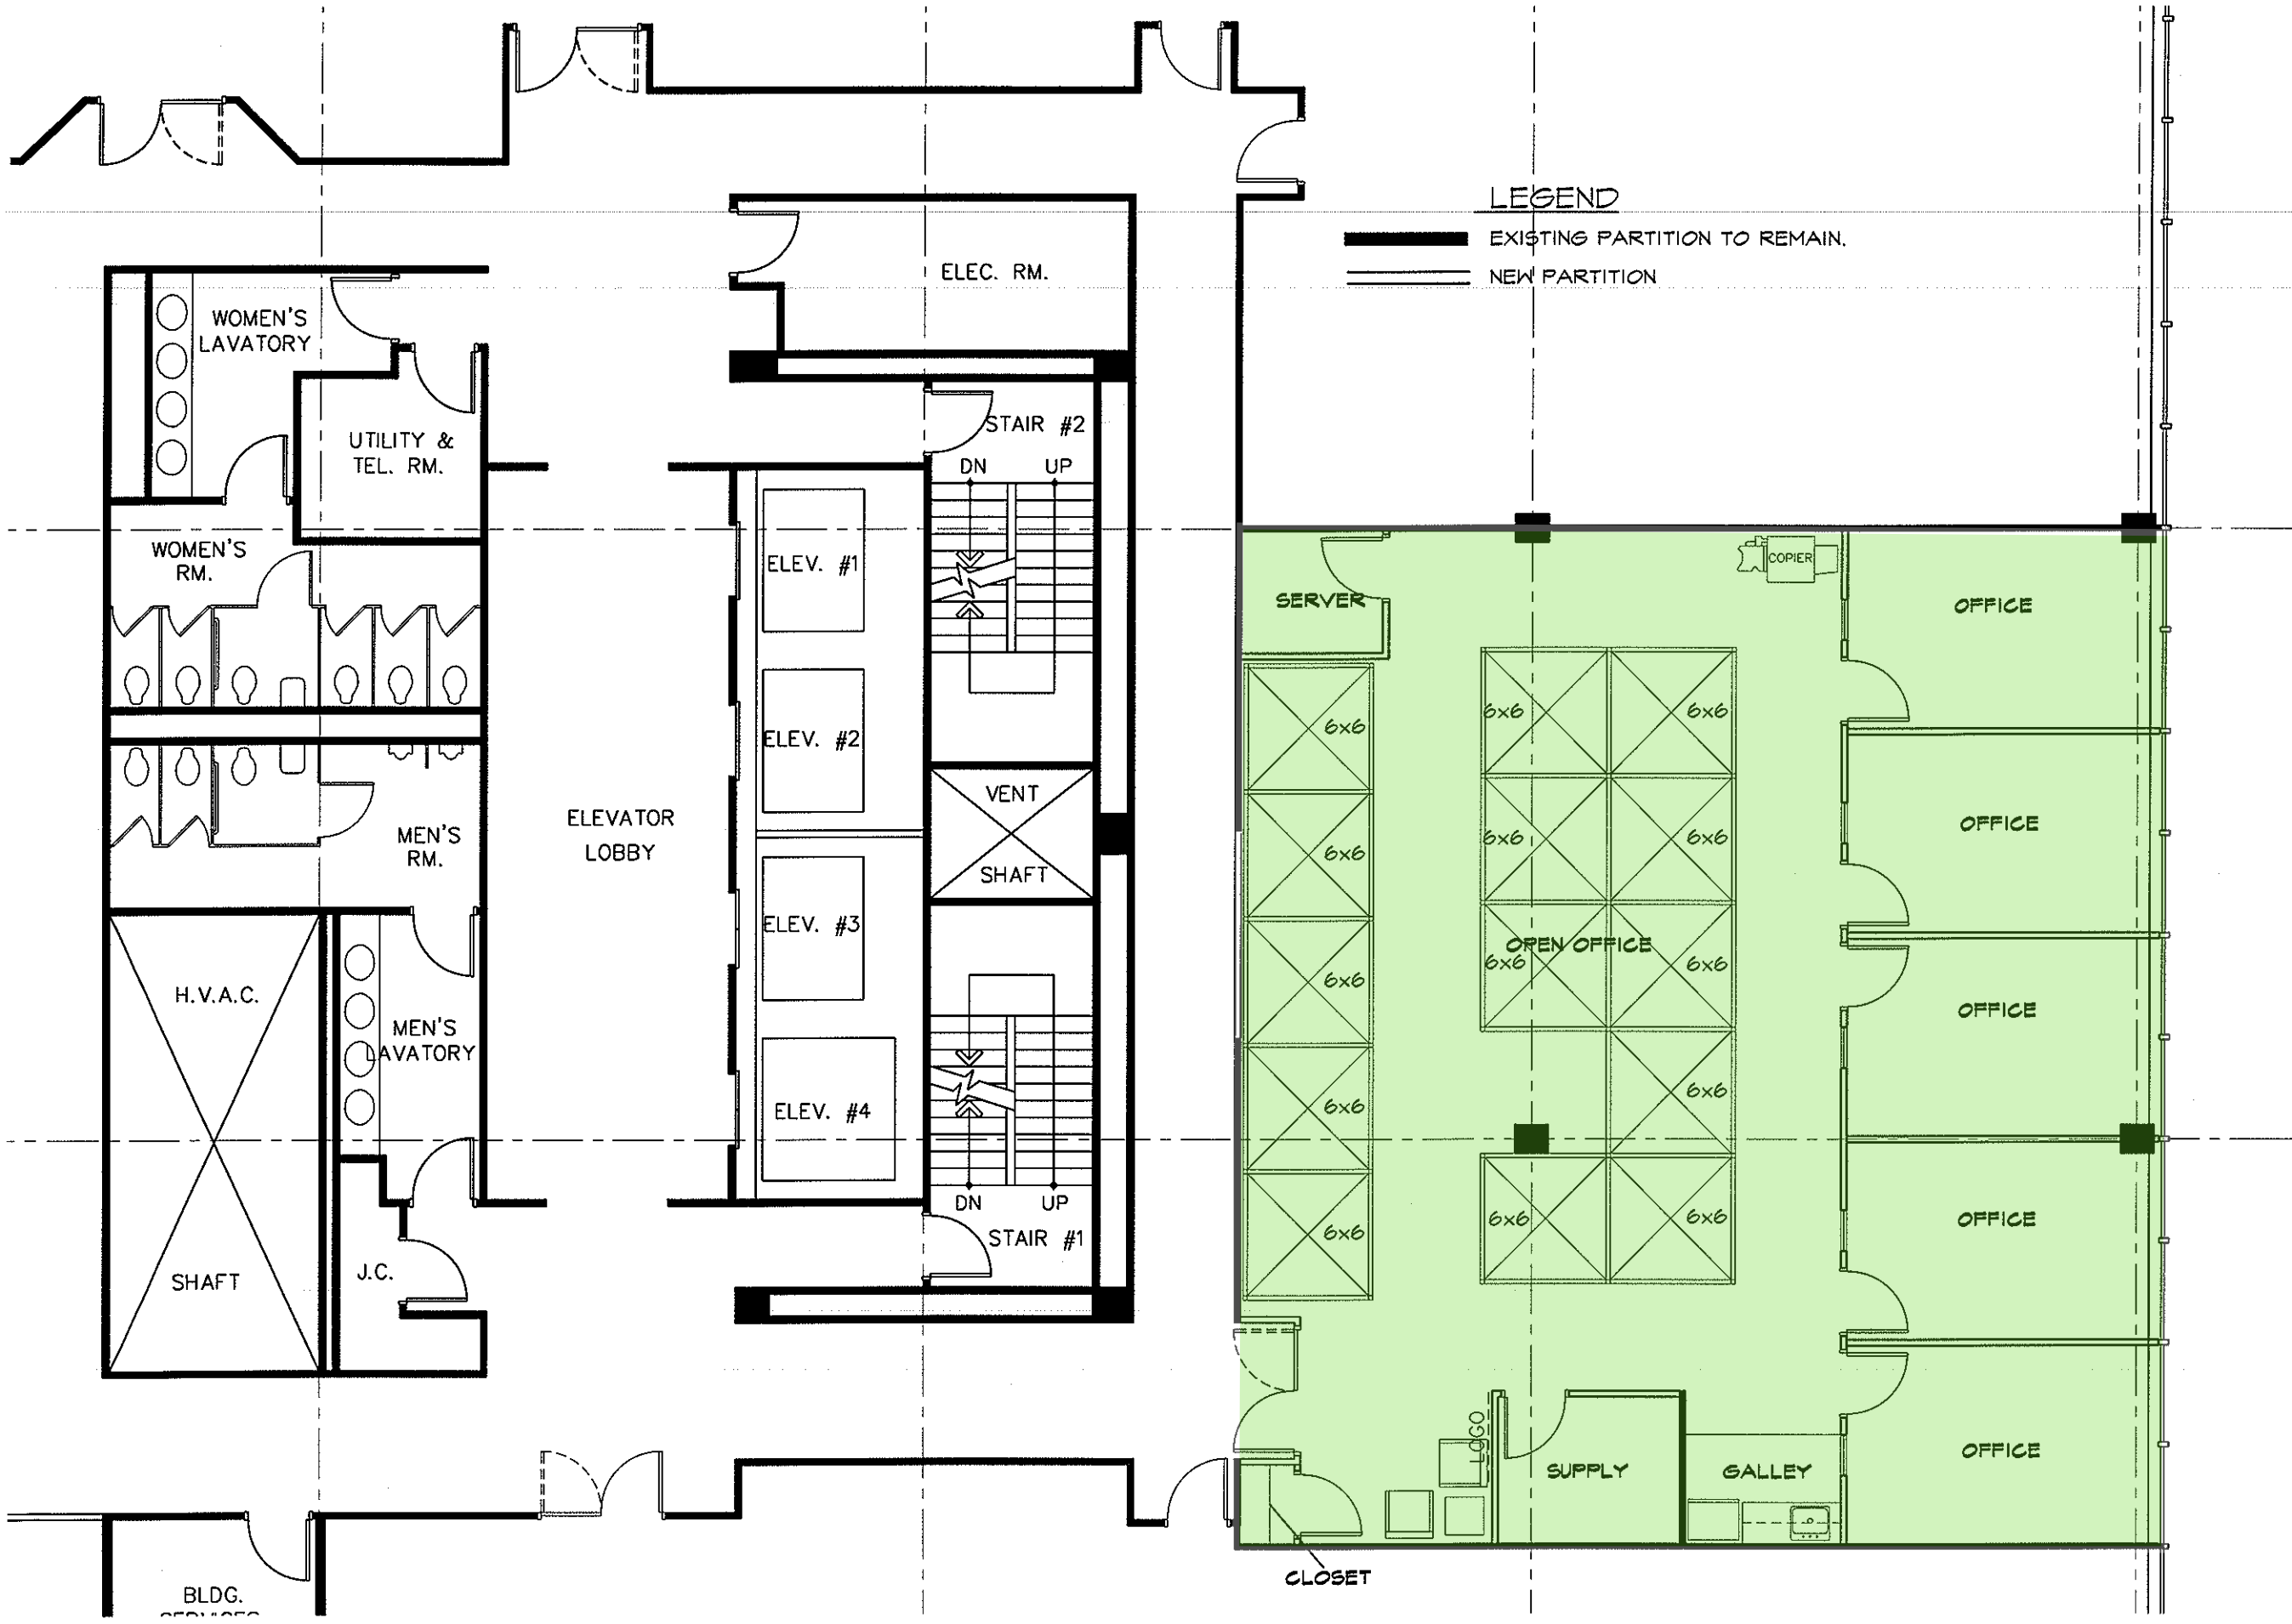 LEGEND
EXISTING PARTITION TO REMAIN.
NEW PARTITION
ELEC. RM.
WOMEN'S
LAVATORY
UTILITY &
TEL. RM.
STAIR #2
DN
UP
WOMEN'S
RM.
ELEV. #1
ELEV. #2
VENT
SHAFT
ELEVATOR
LOBBY
MEN'S
RM.
ELEV. #3
H.V.A.C.
SHAFT
MEN'S
LAVATORY
ELEV. #4
DN
UP
STAIR #1
J.C.
BLDG.
SERVICES
SERVER
COPIER
OFFICE
6x6
6x6
6x6
6x6
6x6
6x6
OFFICE
OPEN OFFICE
6x6
6x6
6x6
OFFICE
6x6
6x6
6x6
6x6
6x6
OFFICE
LOGO
SUPPLY
GALLEY
OFFICE
CLOSET